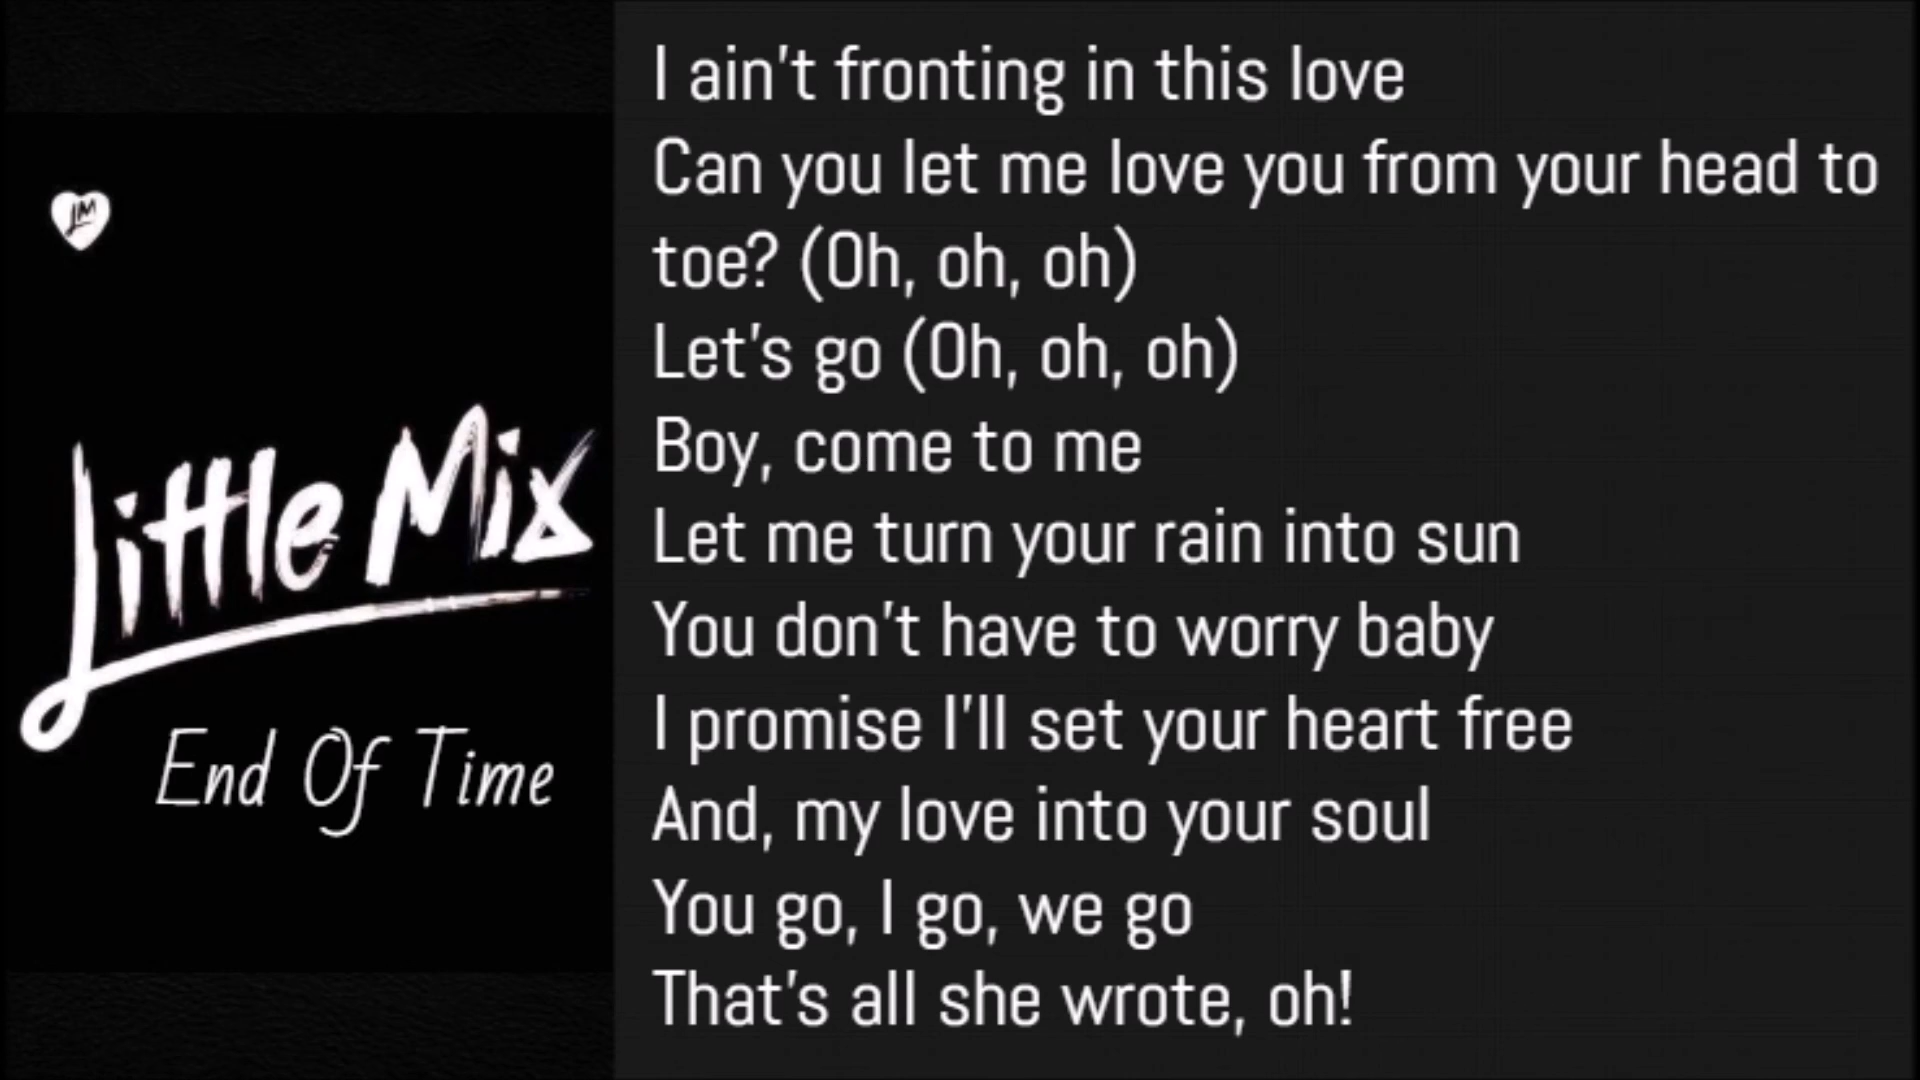 LM
Little Mix
End Of Time
I ain't fronting in this love
Can you let me love you from your head to
toe? (Oh, oh, oh)
Let's go (Oh, oh, oh)
Boy, come to me
Let me turn your rain into sun
You don't have to worry baby
I promise I'll set your heart free
And, my love into your soul
You go, I go, we go
That's all she wrote, oh!